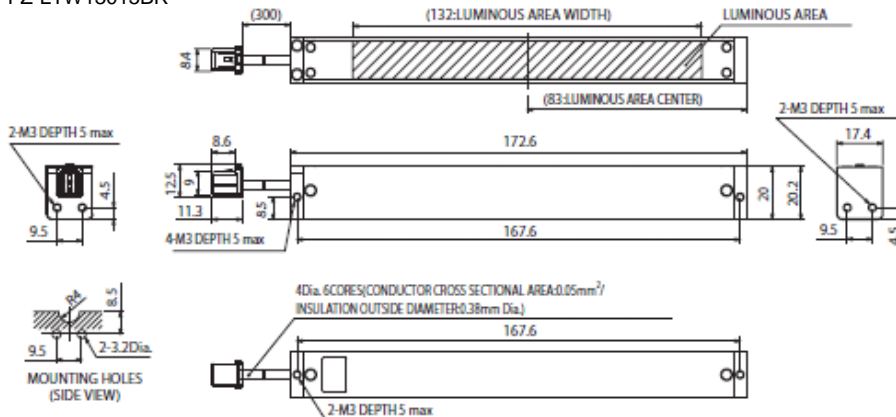 (300)
(132:LUMINOUS AREA WIDTH)
LUMINOUS AREA
8.4
(83:LUMINOUS AREA CENTER)
2-M3 DEPTH 5 max
2-M3 DEPTH 5 max
8.6
172.6
17.4
12.5
9
4.5
11.3
8.5
20
20.2
9.5
4-M3 DEPTH 5 max
167.6
9.5
4.5
4Dia. 6CORES(CONDUCTOR CROSS SECTIONAL AREA:0.05mm²/
INSULATION OUTSIDE DIAMETER:0.38mm Dia.)
R4
8.5
167.6
9.5
2-3.2Dia.
MOUNTING HOLES
(SIDE VIEW)
2-M3 DEPTH 5 max